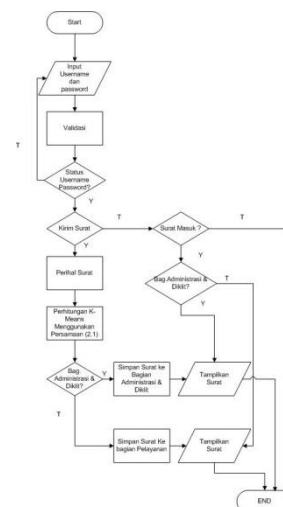 Start
Input
Username
dan
password
Validasi
T
Status
Username
Password?
Y
Kirim Surat
T
Surat Masuk ?
T
Y
Y
Perihal Surat
Bag.Administrasi &
Diklit?
T
Y
Perhitungan K-
Means
Menggunakan
Persamaan (2.1)
Bag.
Administrasi &
Diklit?
Y
Simpan Surat ke
Bagian
Administrasi &
Diklit
Tampilkan
Surat
T
Simpan Surat Ke
bagian Pelayanan
Tampilkan
Surat
END